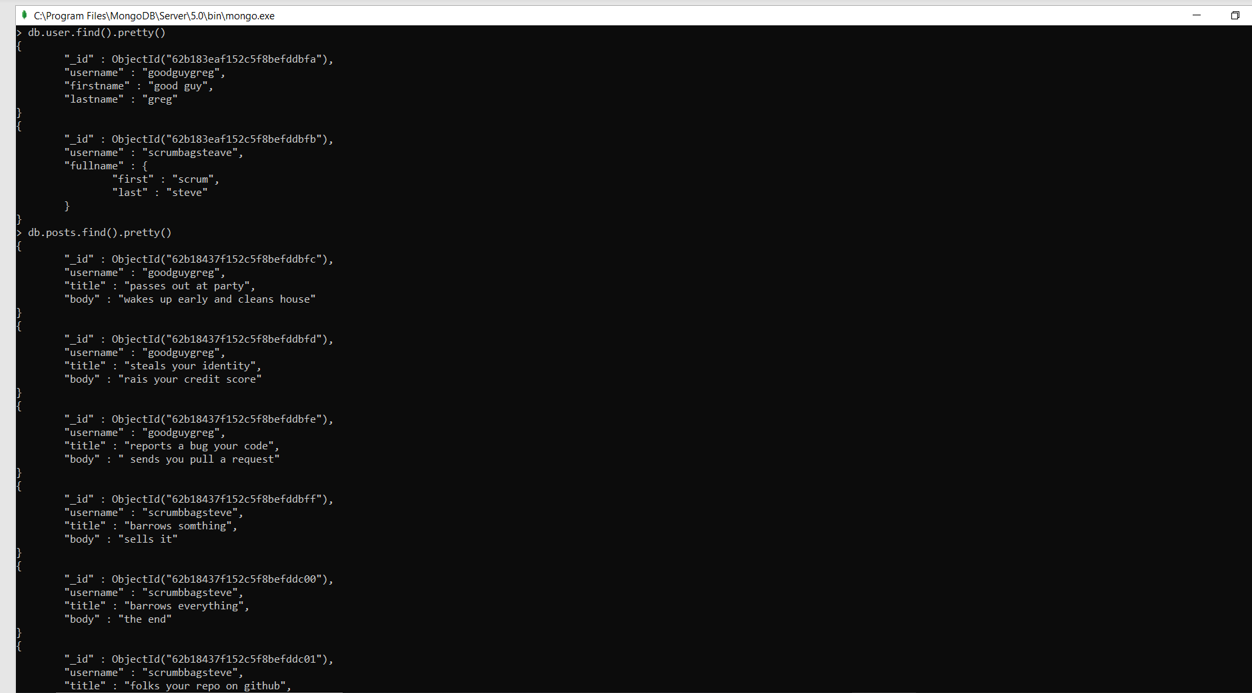 C:\Program Files\MongoDB\Server\5.0\bin\mongo.exe
> db.user.find().pretty()
{
"_id" : ObjectId("62b183eaf152c5f8befddbfa"),
"username" : "goodguygreg",
"firstname" : "good guy",
"lastname" : "greg"
}
{
"_id" : ObjectId("62b183eaf152c5f8befddbfb"),
"username" : "scrumbagsteave",
"fullname" : {
"first" : "scrum",
"last" : "steve"
}
}
> db.posts.find().pretty()
{
"_id" : ObjectId("62b18437f152c5f8befddbfc"),
"username" : "goodguygreg",
"title" : "passes out at party",
"body" : "wakes up early and cleans house"
}
{
"_id" : ObjectId("62b18437f152c5f8befddbfd"),
"username" : "goodguygreg",
"title" : "steals your identity",
"body" : "rais your credit score"
}
{
"_id" : ObjectId("62b18437f152c5f8befddbfe"),
"username" : "goodguygreg",
"title" : "reports a bug your code",
"body" : " sends you pull a request"
}
{
"_id" : ObjectId("62b18437f152c5f8befddbff"),
"username" : "scrumbbagsteve",
"title" : "barrows somthing",
"body" : "sells it"
}
{
"_id" : ObjectId("62b18437f152c5f8befddc00"),
"username" : "scrumbbagsteve",
"title" : "barrows everything",
"body" : "the end"
}
{
"_id" : ObjectId("62b18437f152c5f8befddc01"),
"username" : "scrumbbagsteve",
"title" : "folks your repo on github",